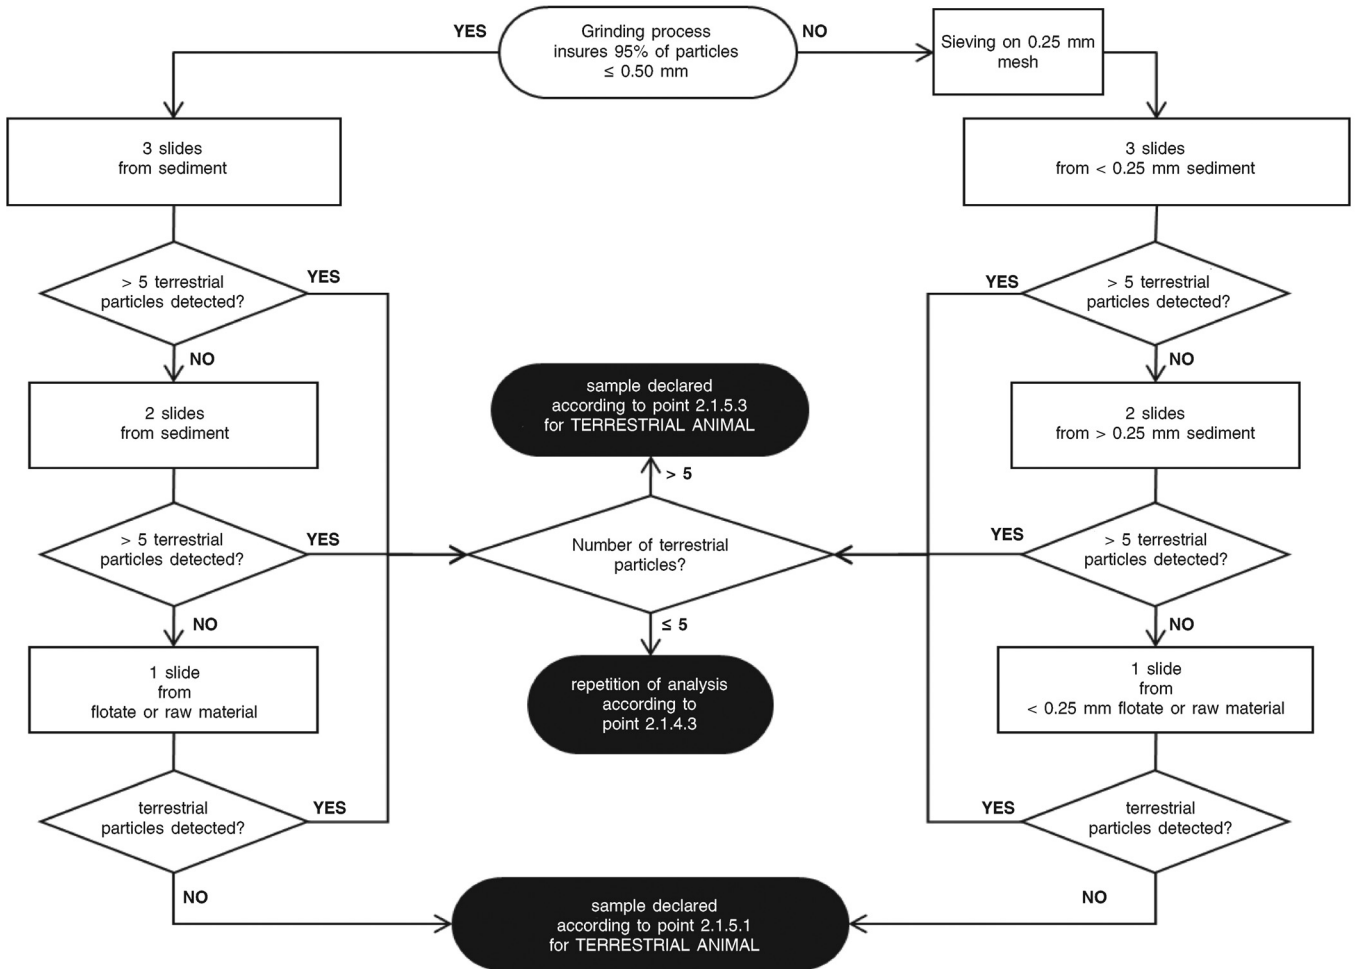 YES
Grinding process
insures 95% of particles
≤ 0.50 mm
NO
Sieving on 0.25 mm
mesh
3 slides
from sediment
3 slides
from < 0.25 mm sediment
> 5 terrestrial
particles detected?
YES
YES
> 5 terrestrial
particles detected?
NO
NO
2 slides
from sediment
sample declared
according to point 2.1.5.3
for TERRESTRIAL ANIMAL
2 slides
from > 0.25 mm sediment
> 5
> 5 terrestrial
particles detected?
YES
Number of terrestrial
particles?
YES
> 5 terrestrial
particles detected?
NO
≤ 5
NO
1 slide
from
flotate or raw material
repetition of analysis
according to
point 2.1.4.3
1 slide
from
< 0.25 mm flotate or raw material
terrestrial
particles detected?
YES
YES
terrestrial
particles detected?
NO
sample declared
according to point 2.1.5.1
for TERRESTRIAL ANIMAL
NO